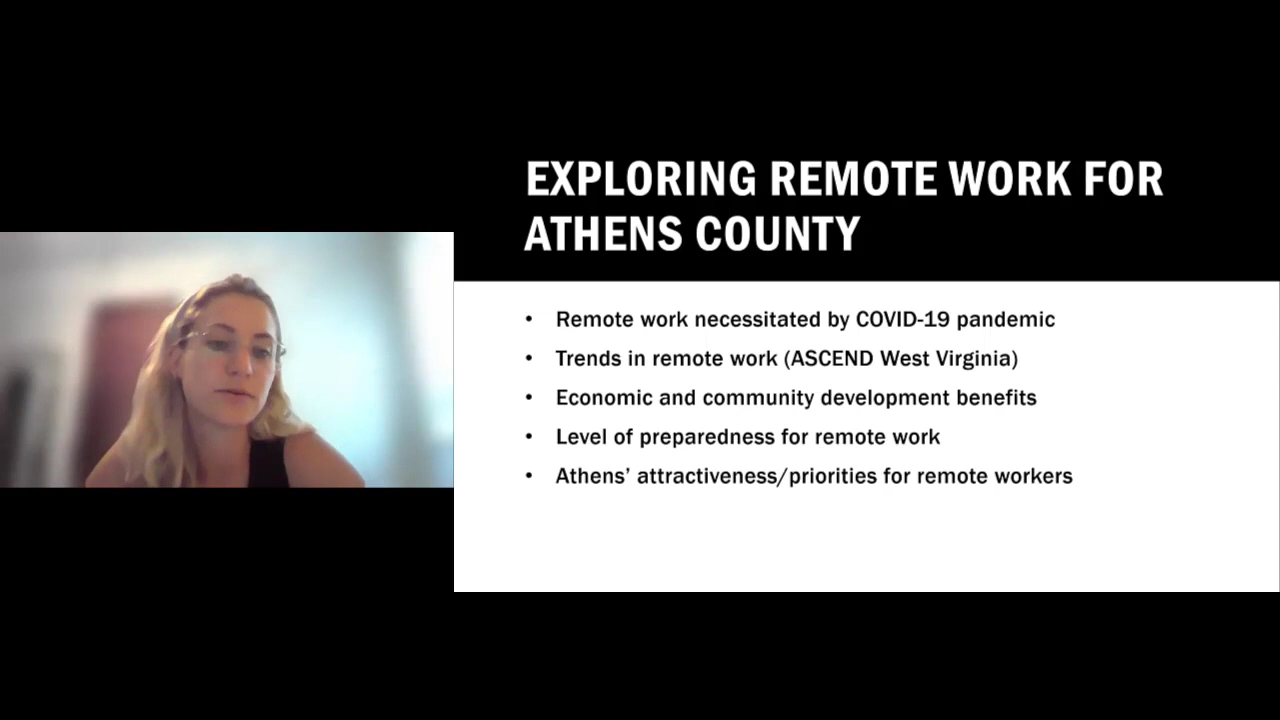 EXPLORING REMOTE WORK FOR
ATHENS COUNTY
• Remote work necessitated by COVID-19 pandemic
• Trends in remote work (ASCEND West Virginia)
• Economic and community development benefits
• Level of preparedness for remote work
• Athens' attractiveness/priorities for remote workers